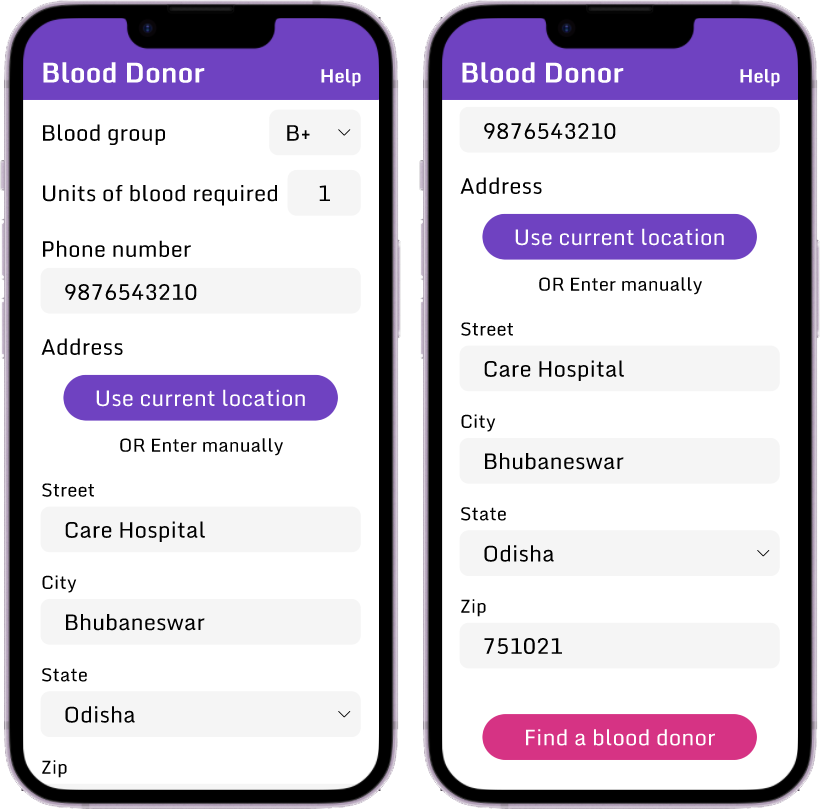 Blood Donor Help
Blood group B+
Units of blood required 1
Phone number
9876543210
Address
Use current location
OR Enter manually
Street
Care Hospital
City
Bhubaneswar
State
Odisha
Zip
Blood Donor Help
9876543210
Address
Use current location
OR Enter manually
Street
Care Hospital
City
Bhubaneswar
State
Odisha
Zip
751021
Find a blood donor